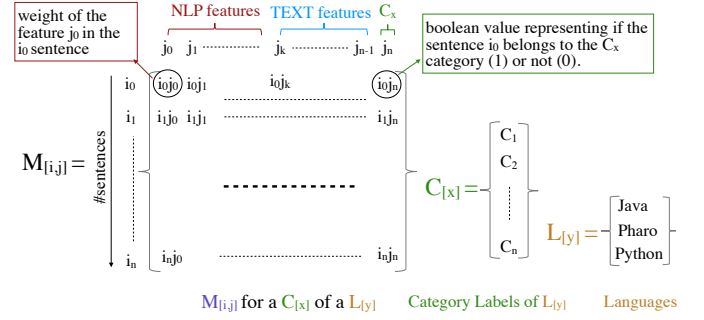 weight of the
feature j0 in the
i0 sentence
NLP features
TEXT features
Cx
boolean value representing if the
sentence i0 belongs to the Cx
category (1) or not (0).
j0 j1 jk jn-1 jn
i0 i0j0 i0j1 i0jk i0jn
i1 i1j0 i1j1 i1jn
M[i,j] =
#sentences
in inj0 injn
C[x] =
C1
C2
Cn
L[y] =
Java
Pharo
Python
M[i,j] for a C[x] of a L[y]
Category Labels of L[y]
Languages